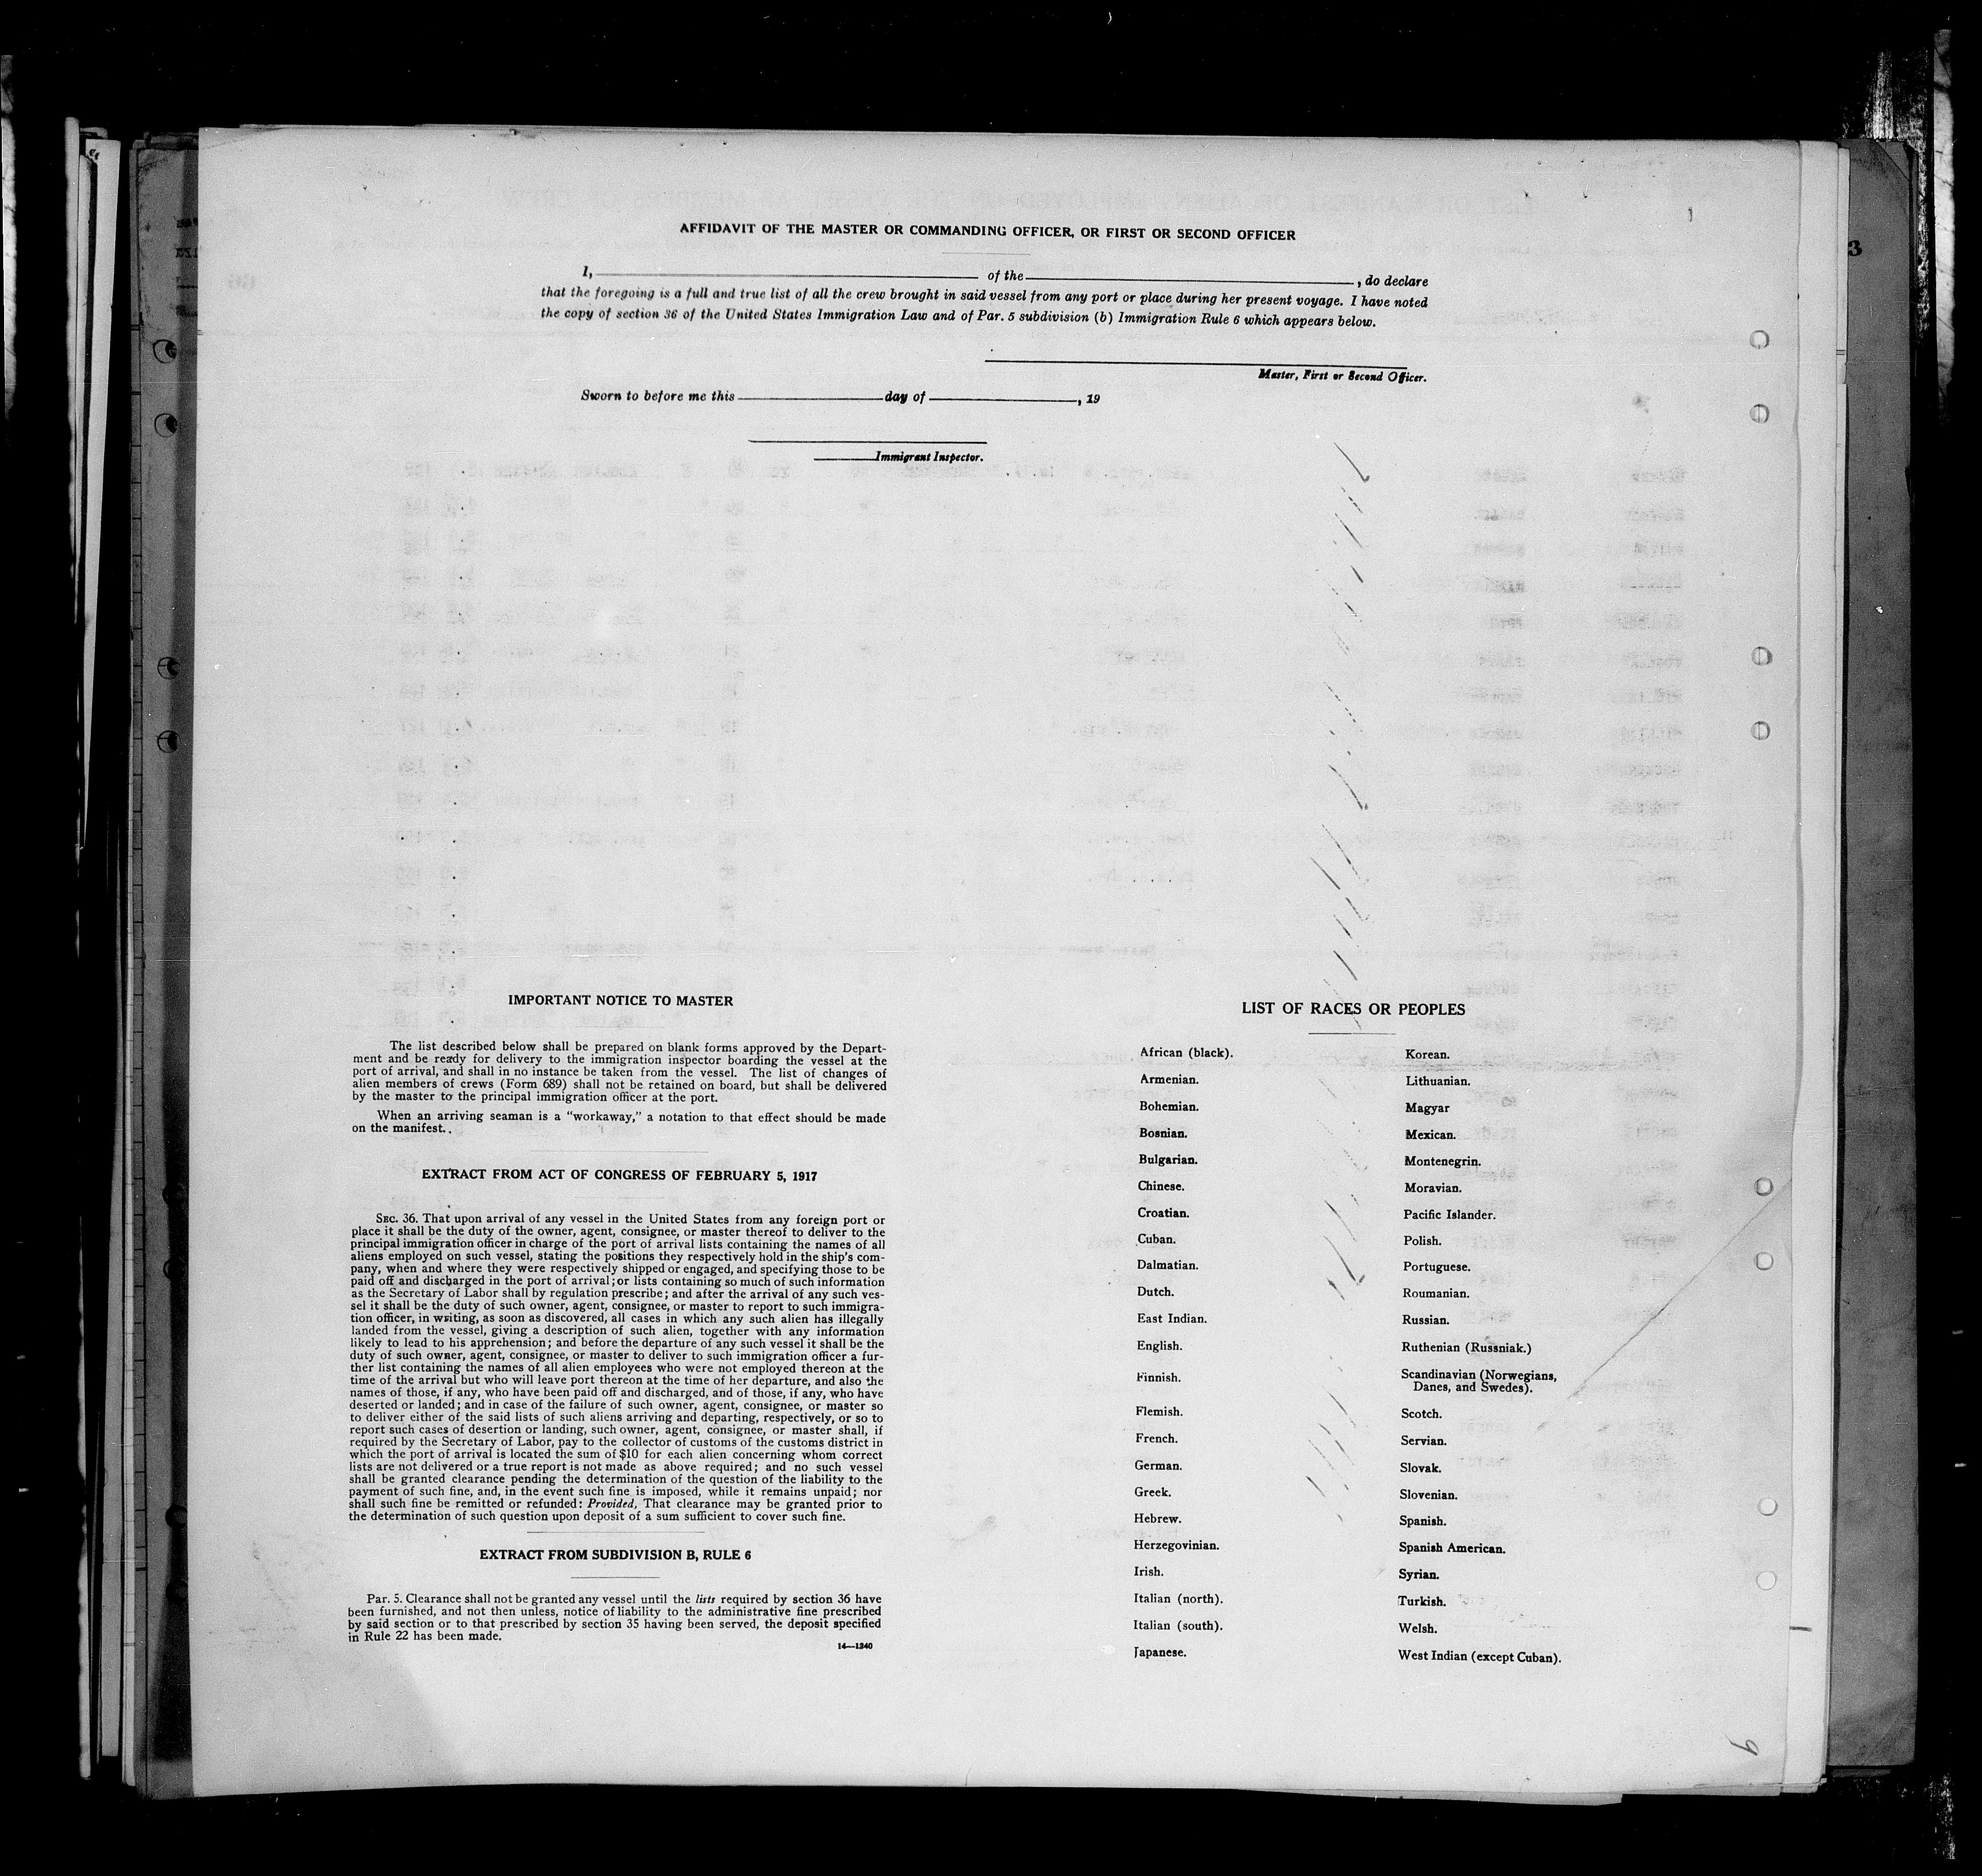 AFFIDAVIT OF THE MASTER OR COMMANDING OFFICER, OR FIRST OR SECOND OFFICER
I, of the , do declare
that the foregoing is a full and true list of all the crew brought in said vessel from any port or place during her present voyage. I have noted
the copy of section 36 of the United States Immigration Law and of Par. 5 subdivision (b) Immigration Rule 6 which appears below.
Master, First or Second Officer.
Sworn to before me this day of , 19
Immigrant Inspector.
IMPORTANT NOTICE TO MASTER
The list described below shall be prepared on blank forms approved by the Depart-
ment and be ready for delivery to the immigration inspector boarding the vessel at the
port of arrival, and shall in no instance be taken from the vessel. The list of changes of
alien members of crews (Form 689) shall not be retained on board, but shall be delivered
by the master to the principal immigration officer at the port.
When an arriving seaman is a "workaway," a notation to that effect should be made
on the manifest.
EXTRACT FROM ACT OF CONGRESS OF FEBRUARY 5, 1917
SEC. 36. That upon arrival of any vessel in the United States from any foreign port or
place it shall be the duty of the owner, agent, consignee, or master thereof to deliver to the
principal immigration officer in charge of the port of arrival lists containing the names of all
aliens employed on such vessel, stating the positions they respectively hold in the ship's com-
pany, when and where they were respectively shipped or engaged, and specifying those to be
paid off and discharged in the port of arrival; or lists containing so much of such information
as the Secretary of Labor shall by regulation prescribe; and after the arrival of any such ves-
sel it shall be the duty of such owner, agent, consignee, or master to report to such immigra-
tion officer, in writing, as soon as discovered, all cases in which any such alien has illegally
landed from the vessel, giving a description of such alien, together with any information
likely to lead to his apprehension; and before the departure of any such vessel it shall be the
duty of such owner, agent, consignee, or master to deliver to such immigration officer a fur-
ther list containing the names of all alien employees who were not employed thereon at the
time of the arrival but who will leave port thereon at the time of her departure, and also the
names of those, if any, who have been paid off and discharged, and of those, if any, who have
deserted or landed; and in case of the failure of such owner, agent, consignee, or master so
to deliver either of the said lists of such aliens arriving and departing, respectively, or so to
report such cases of desertion or landing, such owner, agent, consignee, or master shall, if
required by the Secretary of Labor, pay to the collector of customs of the customs district in
which the port of arrival is located the sum of $10 for each alien concerning whom correct
lists are not delivered or a true report is not made as above required; and no such vessel
shall be granted clearance pending the determination of the question of the liability to the
payment of such fine, and, in the event such fine is imposed, while it remains unpaid; nor
shall such fine be remitted or refunded: Provided, That clearance may be granted prior to
the determination of such question upon deposit of a sum sufficient to cover such fine.
EXTRACT FROM SUBDIVISION B, RULE 6
Par. 5. Clearance shall not be granted any vessel until the lists required by section 36 have
been furnished, and not then unless, notice of liability to the administrative fine prescribed
by said section or to that prescribed by section 35 having been served, the deposit specified
in Rule 22 has been made.
14—1240
LIST OF RACES OR PEOPLES
African (black).
Armenian.
Bohemian.
Bosnian.
Bulgarian.
Chinese.
Croatian.
Cuban.
Dalmatian.
Dutch.
East Indian.
English.
Finnish.
Flemish.
French.
German.
Greek.
Hebrew.
Herzegovinian.
Irish.
Italian (north).
Italian (south).
Japanese.
Korean.
Lithuanian.
Magyar
Mexican.
Montenegrin.
Moravian.
Pacific Islander.
Polish.
Portuguese.
Roumanian.
Russian.
Ruthenian (Russniak.)
Scandinavian (Norwegians,
Danes, and Swedes).
Scotch.
Servian.
Slovak.
Slovenian.
Spanish.
Spanish American.
Syrian.
Turkish.
Welsh.
West Indian (except Cuban).
9
3